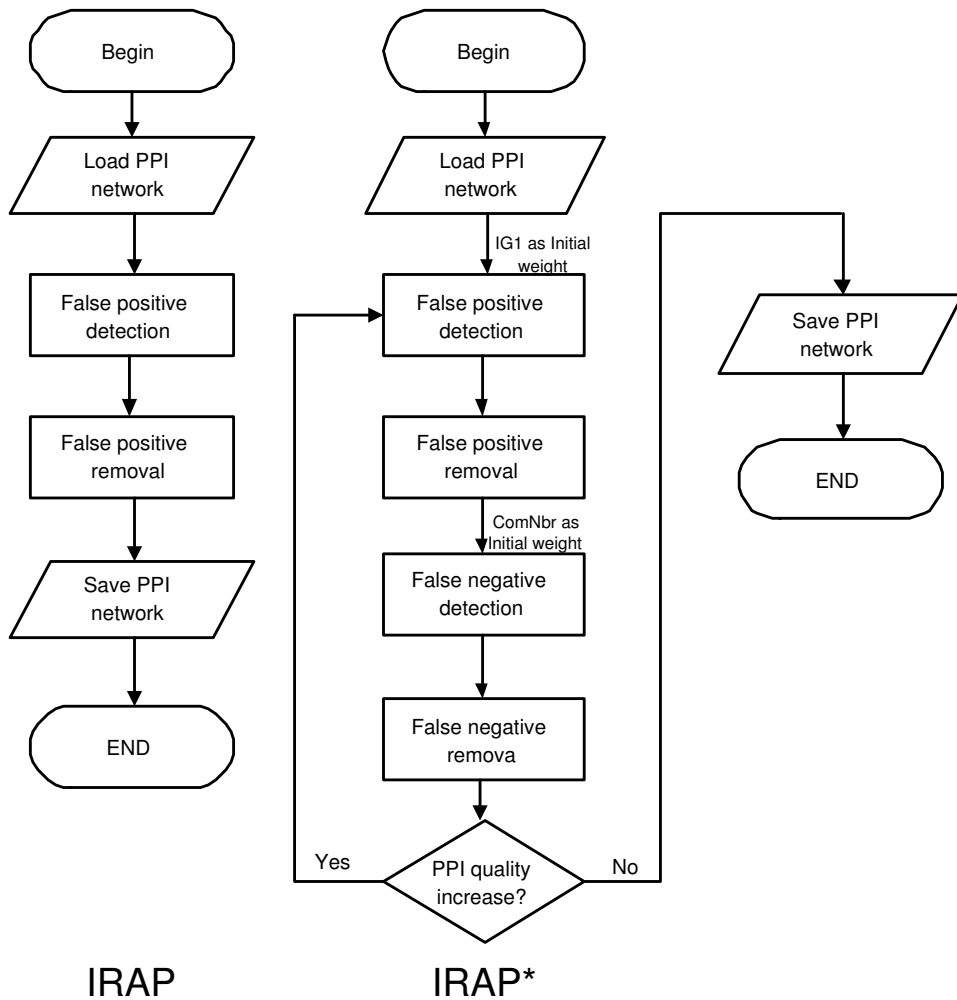 Begin
Load PPI
network
False positive
detection
False positive
removal
Save PPI
network
END
IRAP
Begin
Load PPI
network
IG1 as Initial
weight
False positive
detection
False positive
removal
ComNbr as
Initial weight
False negative
detection
False negative
remova
PPI quality
increase?
Yes
No
IRAP*
Save PPI
network
END